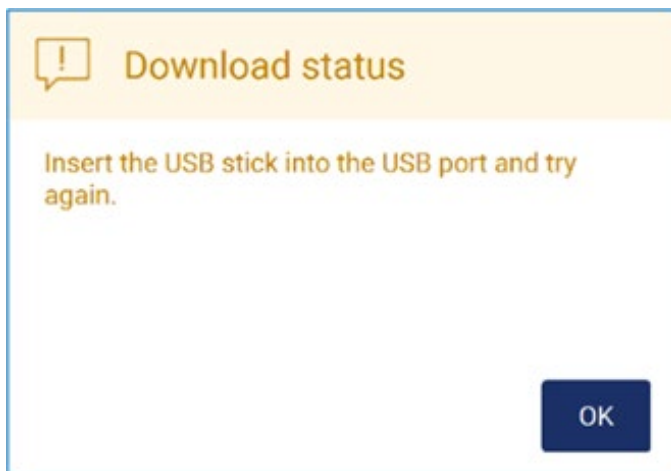 !
Download status
Insert the USB stick into the USB port and try
again.
OK